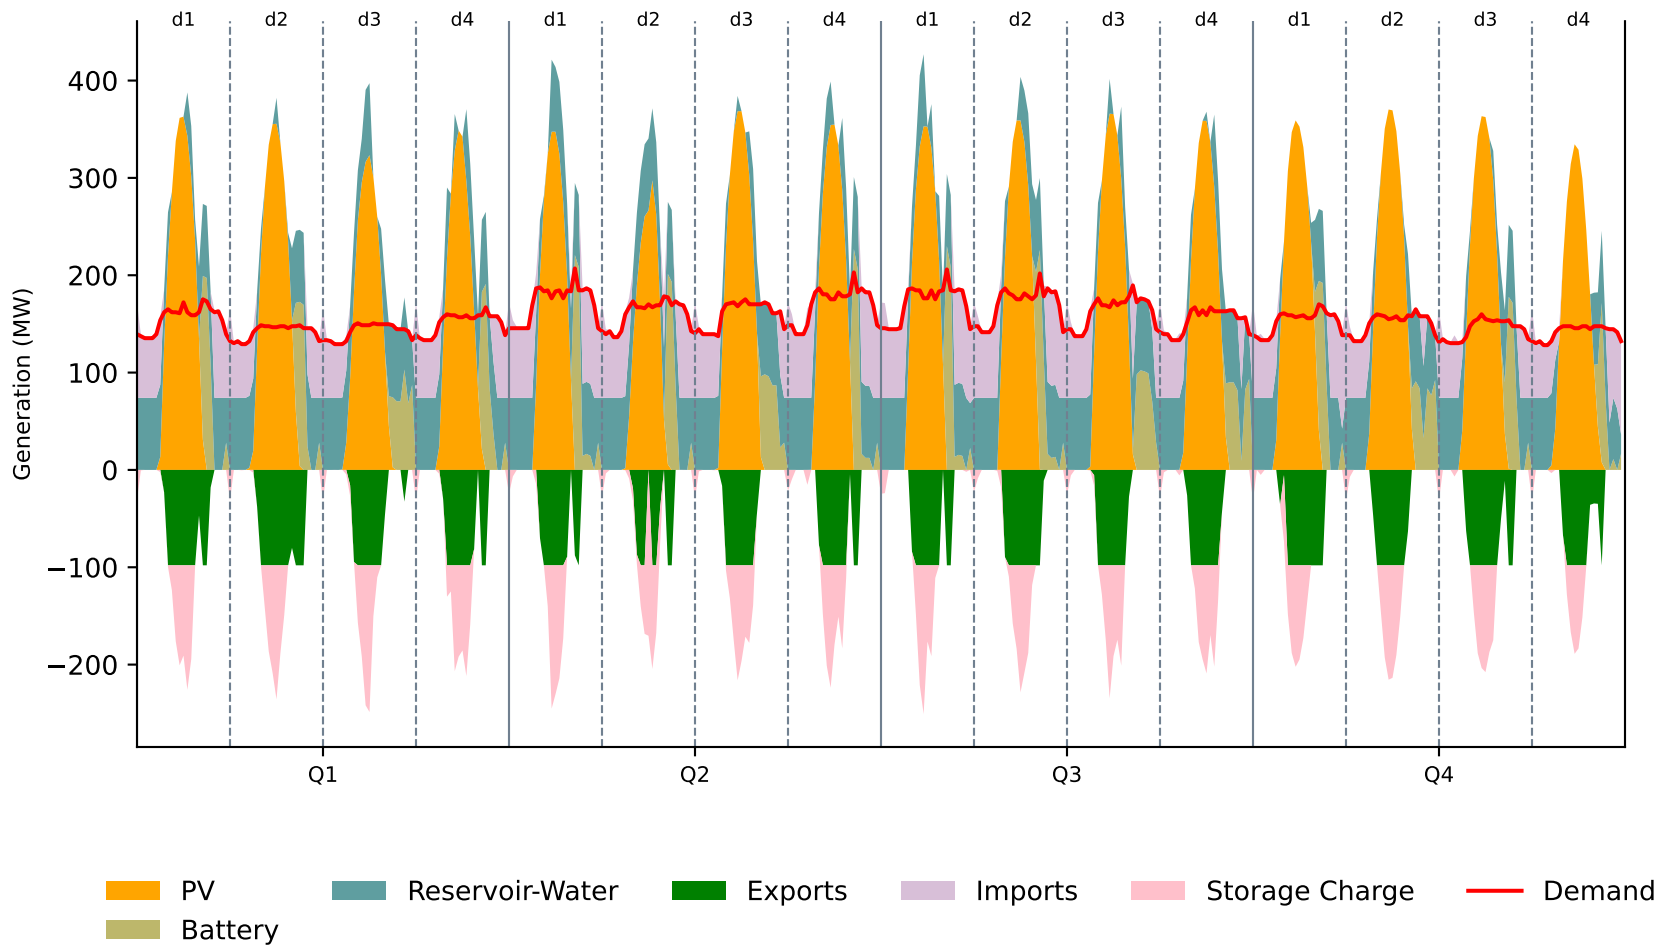 d1 d2 d3 d4 d1 d2 d3 d4 d1 d2 d3 d4 d1 d2 d3 d4
400
300
200
100
0
−100
−200
Generation (MW)
Q1 Q2 Q3 Q4
PV Reservoir-Water Exports Imports Storage Charge Demand
Battery